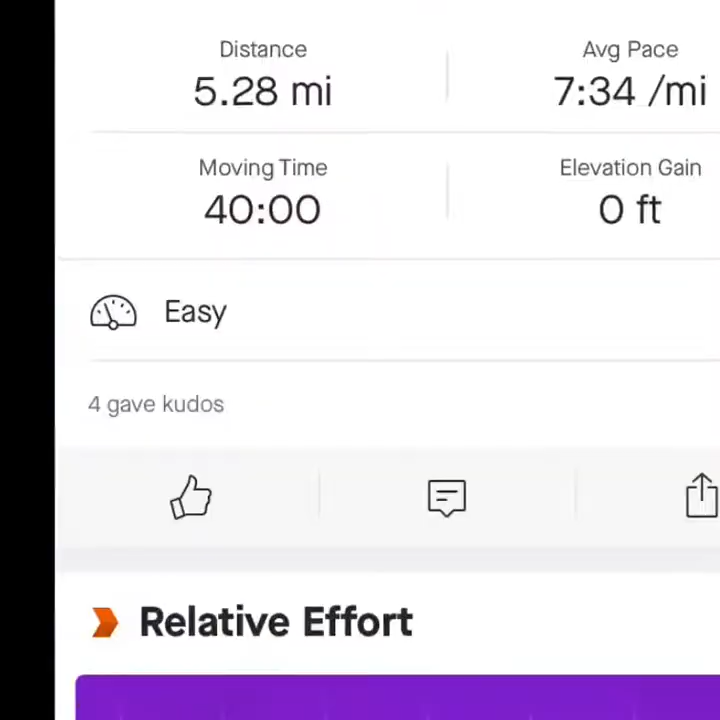 Distance
Avg Pace
5.28 mi
7:34 /mi
Moving Time
Elevation Gain
40:00
0 ft
Easy
4 gave kudos
Relative Effort